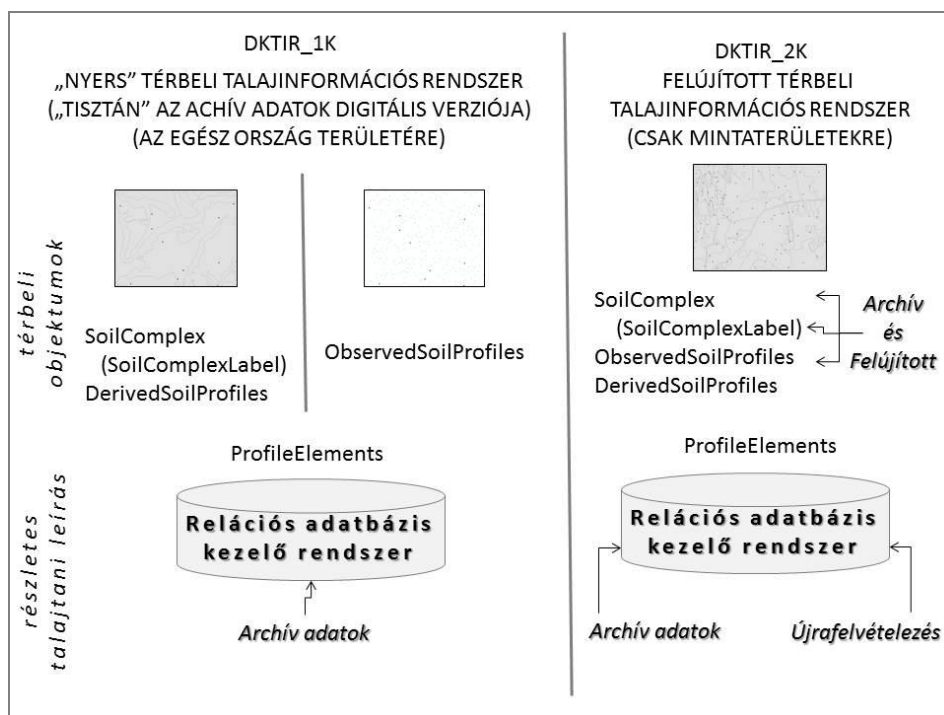 DKTIR_1K
„NYERS” TÉRBELI TALAJINFORMÁCIÓS RENDSZER
(„TISZTÁN” AZ ACHÍV ADATOK DIGITÁLIS VERZIÓJA)
(AZ EGÉSZ ORSZÁG TERÜLETÉRE)
DKTIR_2K
FELÚJÍTOTT TÉRBELI
TALAJINFORMÁCIÓS RENDSZER
(CSAK MINTATERÜLETEKRE)
térbeli
objektumok
SoilComplex
(SoilComplexLabel)
DerivedSoilProfiles
ObservedSoilProfiles
SoilComplex
(SoilComplexLabel)
ObservedSoilProfiles
DerivedSoilProfiles
Archív
és
Felújított
részletes
talajtani leírás
ProfileElements
Relációs adatbázis
kezelő rendszer
Archív adatok
ProfileElements
Relációs adatbázis
kezelő rendszer
Archív adatok
Újrafelvételezés